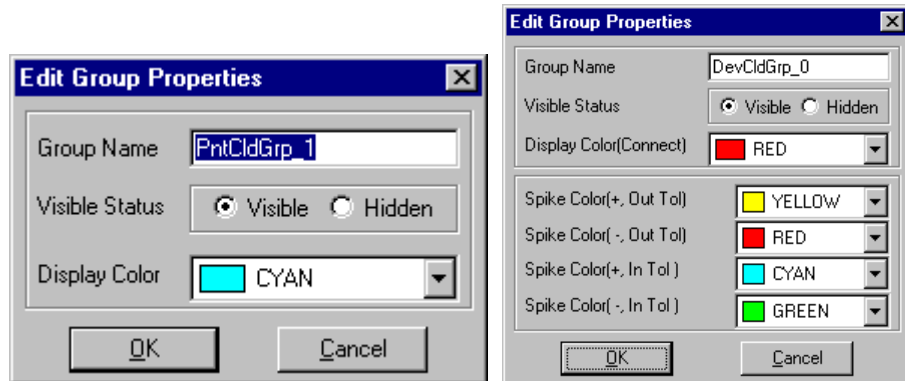 Edit Group Properties
Group Name PntCldGrp_1
Visible Status Visible Hidden
Display Color CYAN
OK Cancel
Edit Group Properties
Group Name DevCldGrp_0
Visible Status Visible Hidden
Display Color(Connect) RED
Spike Color(+, Out Tol) YELLOW
Spike Color( -, Out Tol) RED
Spike Color(+, In Tol ) CYAN
Spike Color( -, In Tol ) GREEN
OK Cancel